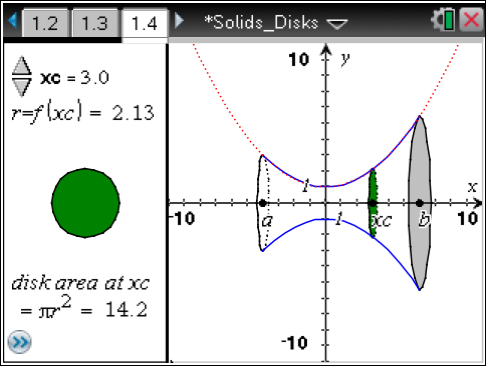 1.2 1.3 1.4 *Solids_Disks
xc = 3.0
r=f(xc) = 2.13
disk area at xc
= πr² = 14.2
10 y
1
x
-10 a 1 xc b 10
-10